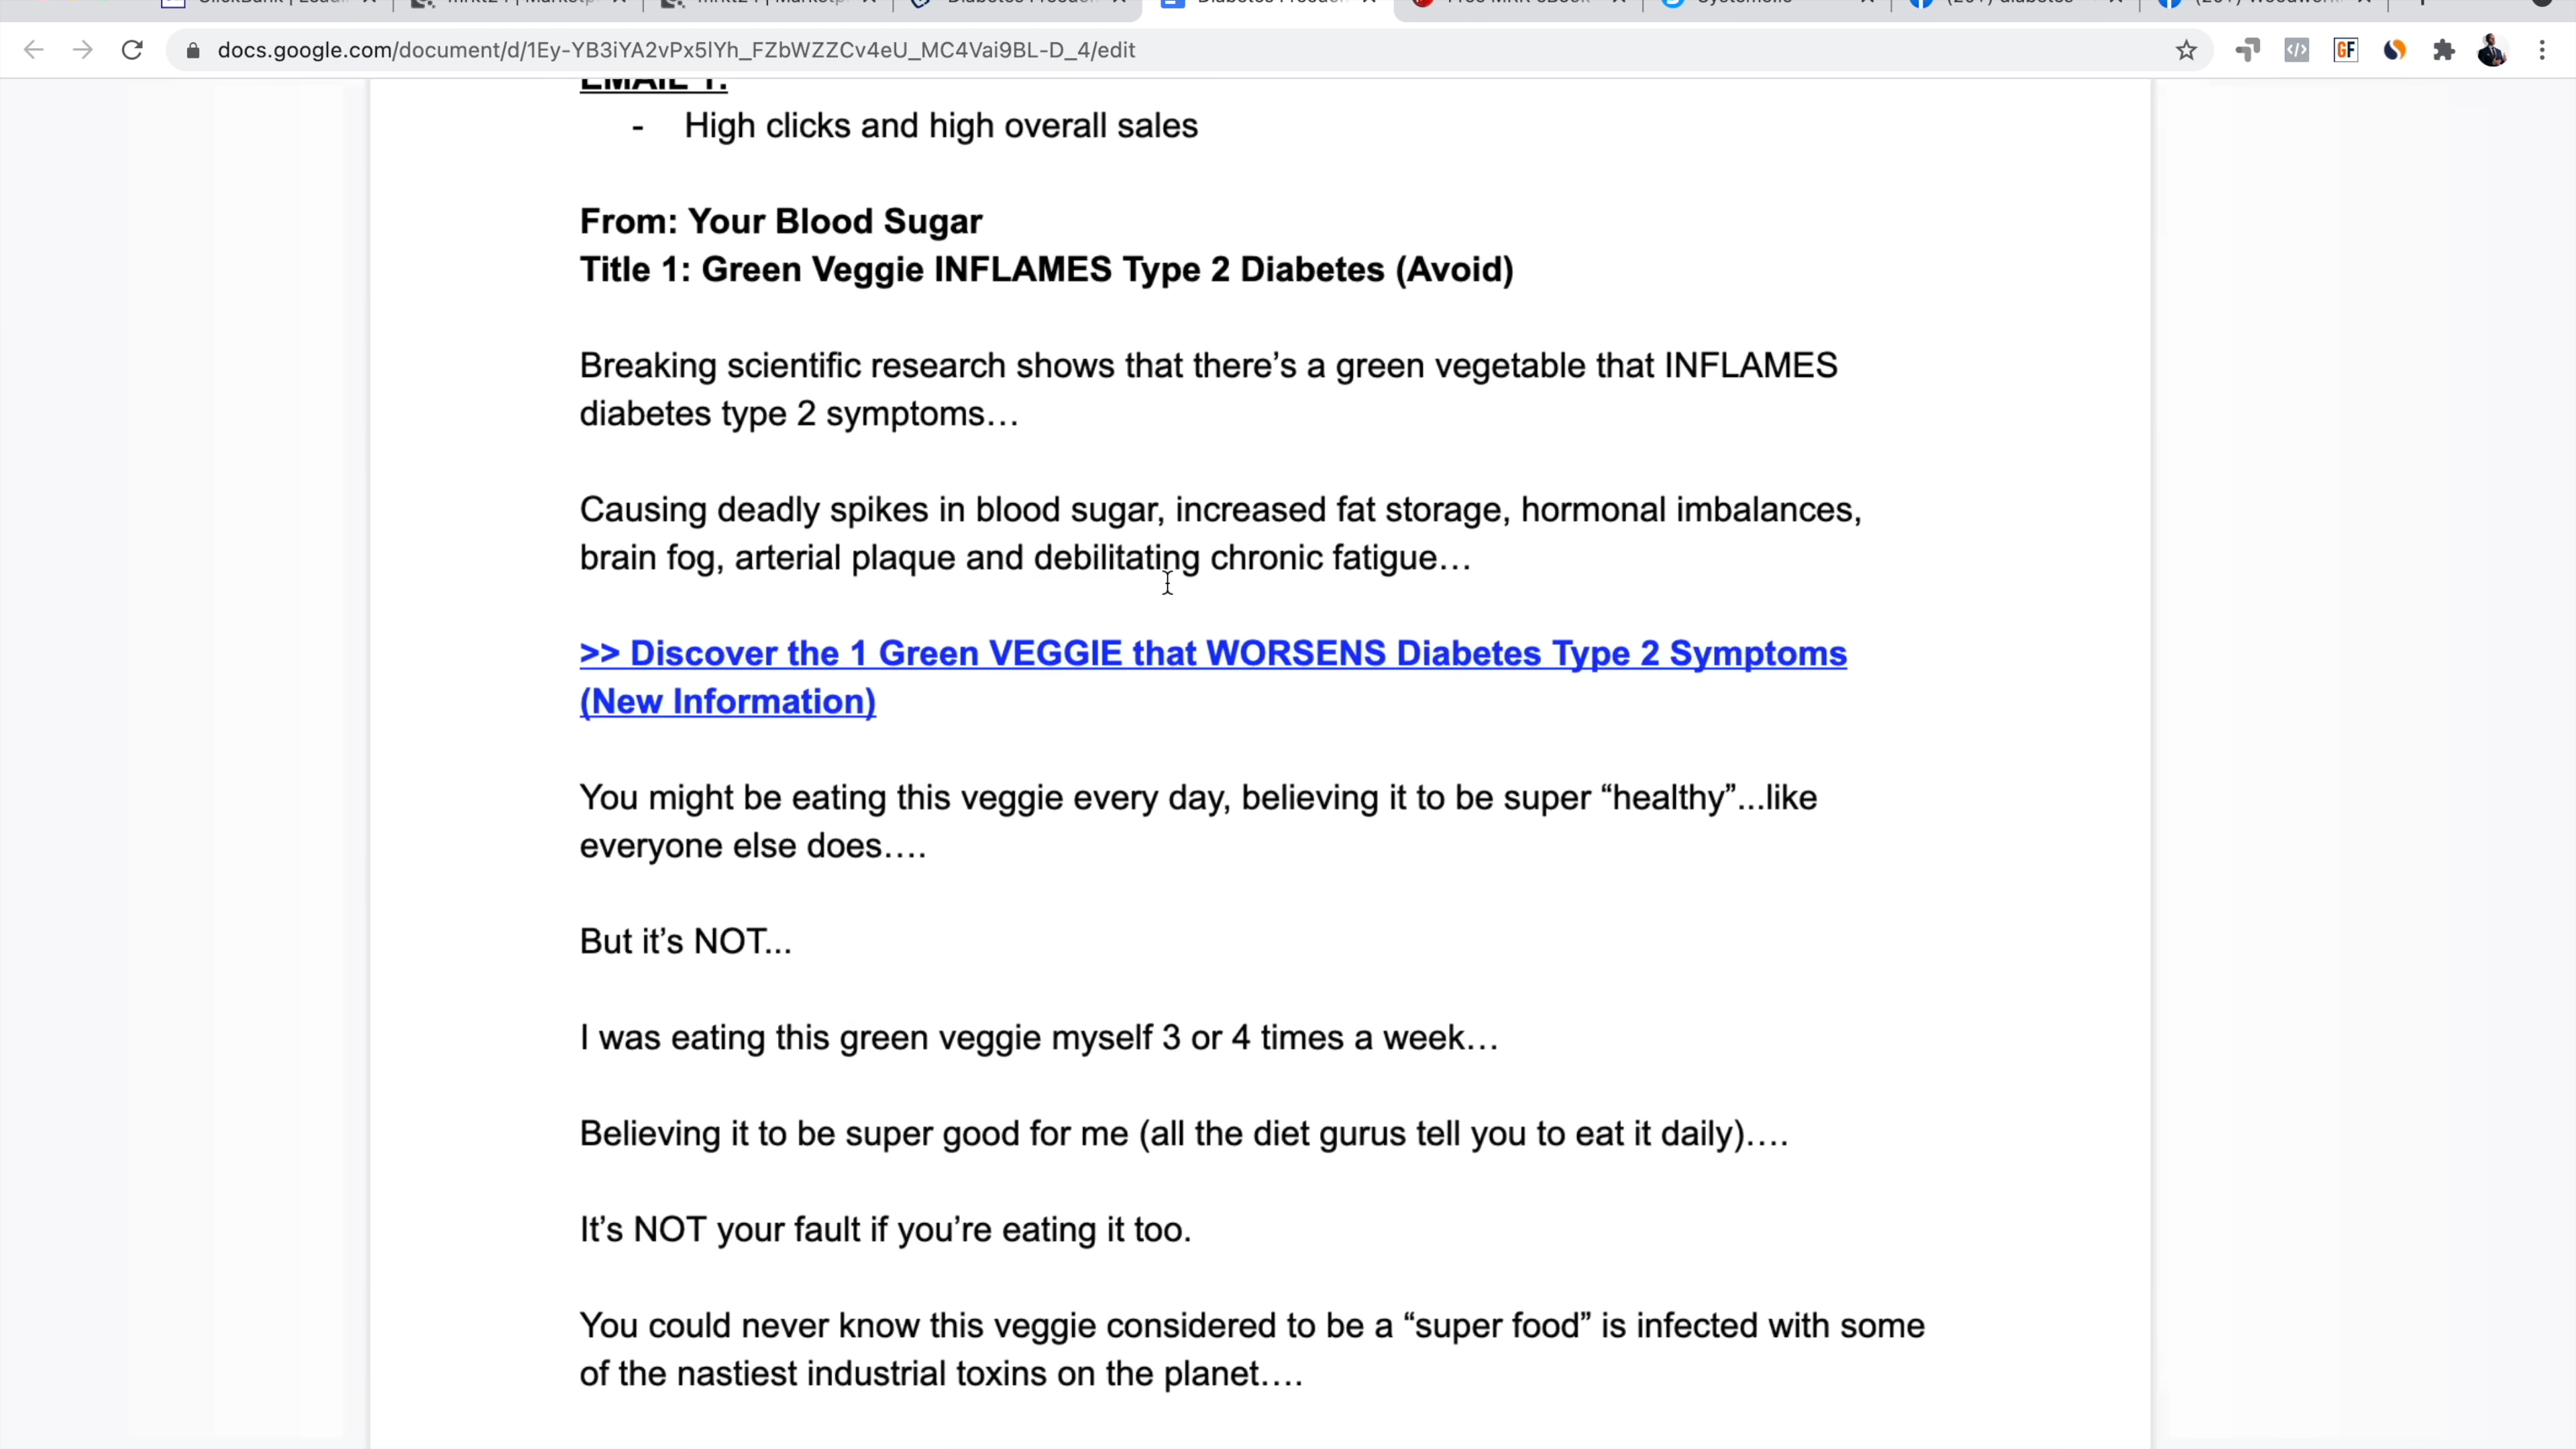 docs.google.com/document/d/1Ey-YB3iYA2vPx5lYh_FZbWZZCv4eU_MC4Vai9BL-D_4/edit
GF
EMAIL 1:
- High clicks and high overall sales
From: Your Blood Sugar
Title 1: Green Veggie INFLAMES Type 2 Diabetes (Avoid)
Breaking scientific research shows that there’s a green vegetable that INFLAMES
diabetes type 2 symptoms…
Causing deadly spikes in blood sugar, increased fat storage, hormonal imbalances,
brain fog, arterial plaque and debilitating chronic fatigue…
>> Discover the 1 Green VEGGIE that WORSENS Diabetes Type 2 Symptoms
(New Information)
You might be eating this veggie every day, believing it to be super “healthy”...like
everyone else does….
But it’s NOT...
I was eating this green veggie myself 3 or 4 times a week…
Believing it to be super good for me (all the diet gurus tell you to eat it daily)….
It’s NOT your fault if you’re eating it too.
You could never know this veggie considered to be a “super food” is infected with some
of the nastiest industrial toxins on the planet….